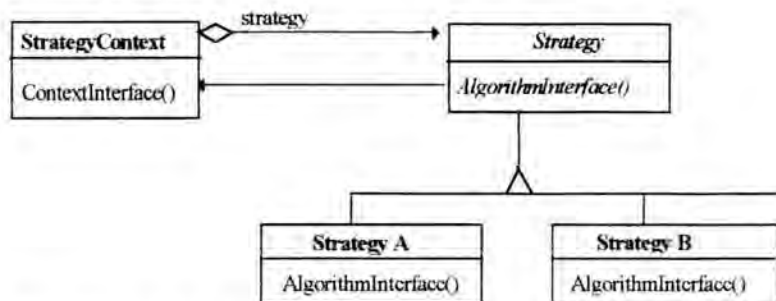 strategy
StrategyContext
Strategy
ContextInterface()
AlgorithmInterface()
Strategy A
Strategy B
AlgorithmInterface()
AlgorithmInterface()